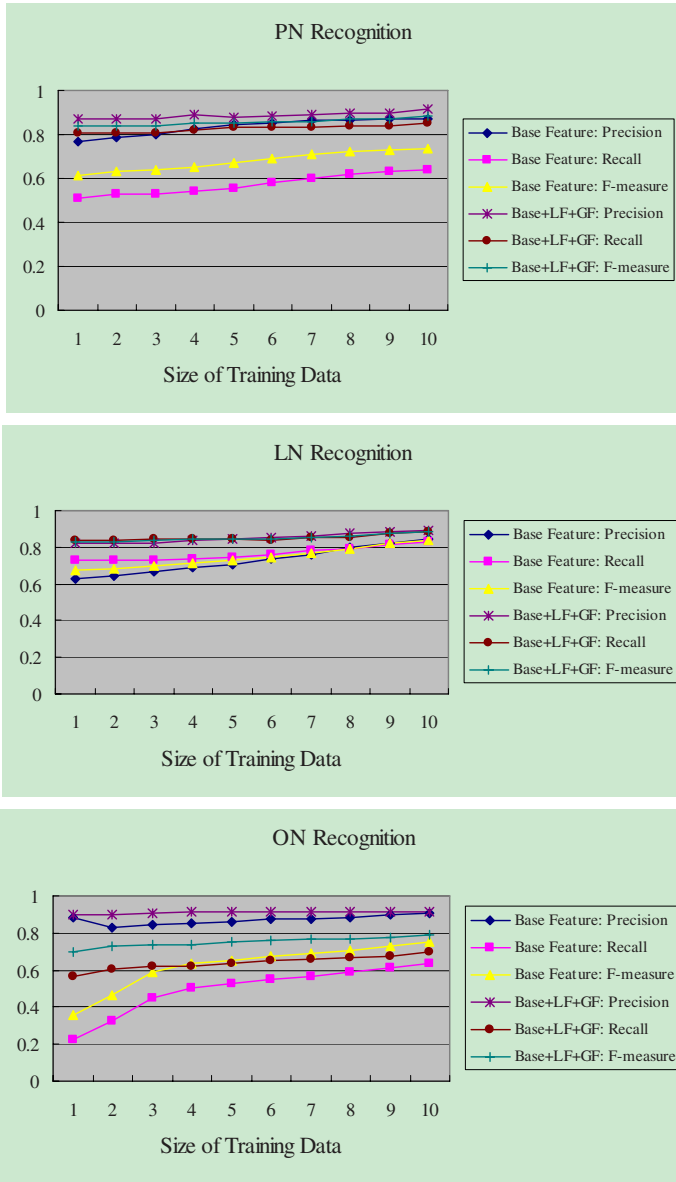 PN Recognition
1
0.8
0.6
0.4
0.2
0
1 2 3 4 5 6 7 8 9 10
Size of Training Data
Base Feature: Precision
Base Feature: Recall
Base Feature: F-measure
Base+LF+GF: Precision
Base+LF+GF: Recall
Base+LF+GF: F-measure
LN Recognition
1
0.8
0.6
0.4
0.2
0
1 2 3 4 5 6 7 8 9 10
Size of Training Data
Base Feature: Precision
Base Feature: Recall
Base Feature: F-measure
Base+LF+GF: Precision
Base+LF+GF: Recall
Base+LF+GF: F-measure
ON Recognition
1
0.8
0.6
0.4
0.2
0
1 2 3 4 5 6 7 8 9 10
Size of Training Data
Base Feature: Precision
Base Feature: Recall
Base Feature: F-measure
Base+LF+GF: Precision
Base+LF+GF: Recall
Base+LF+GF: F-measure